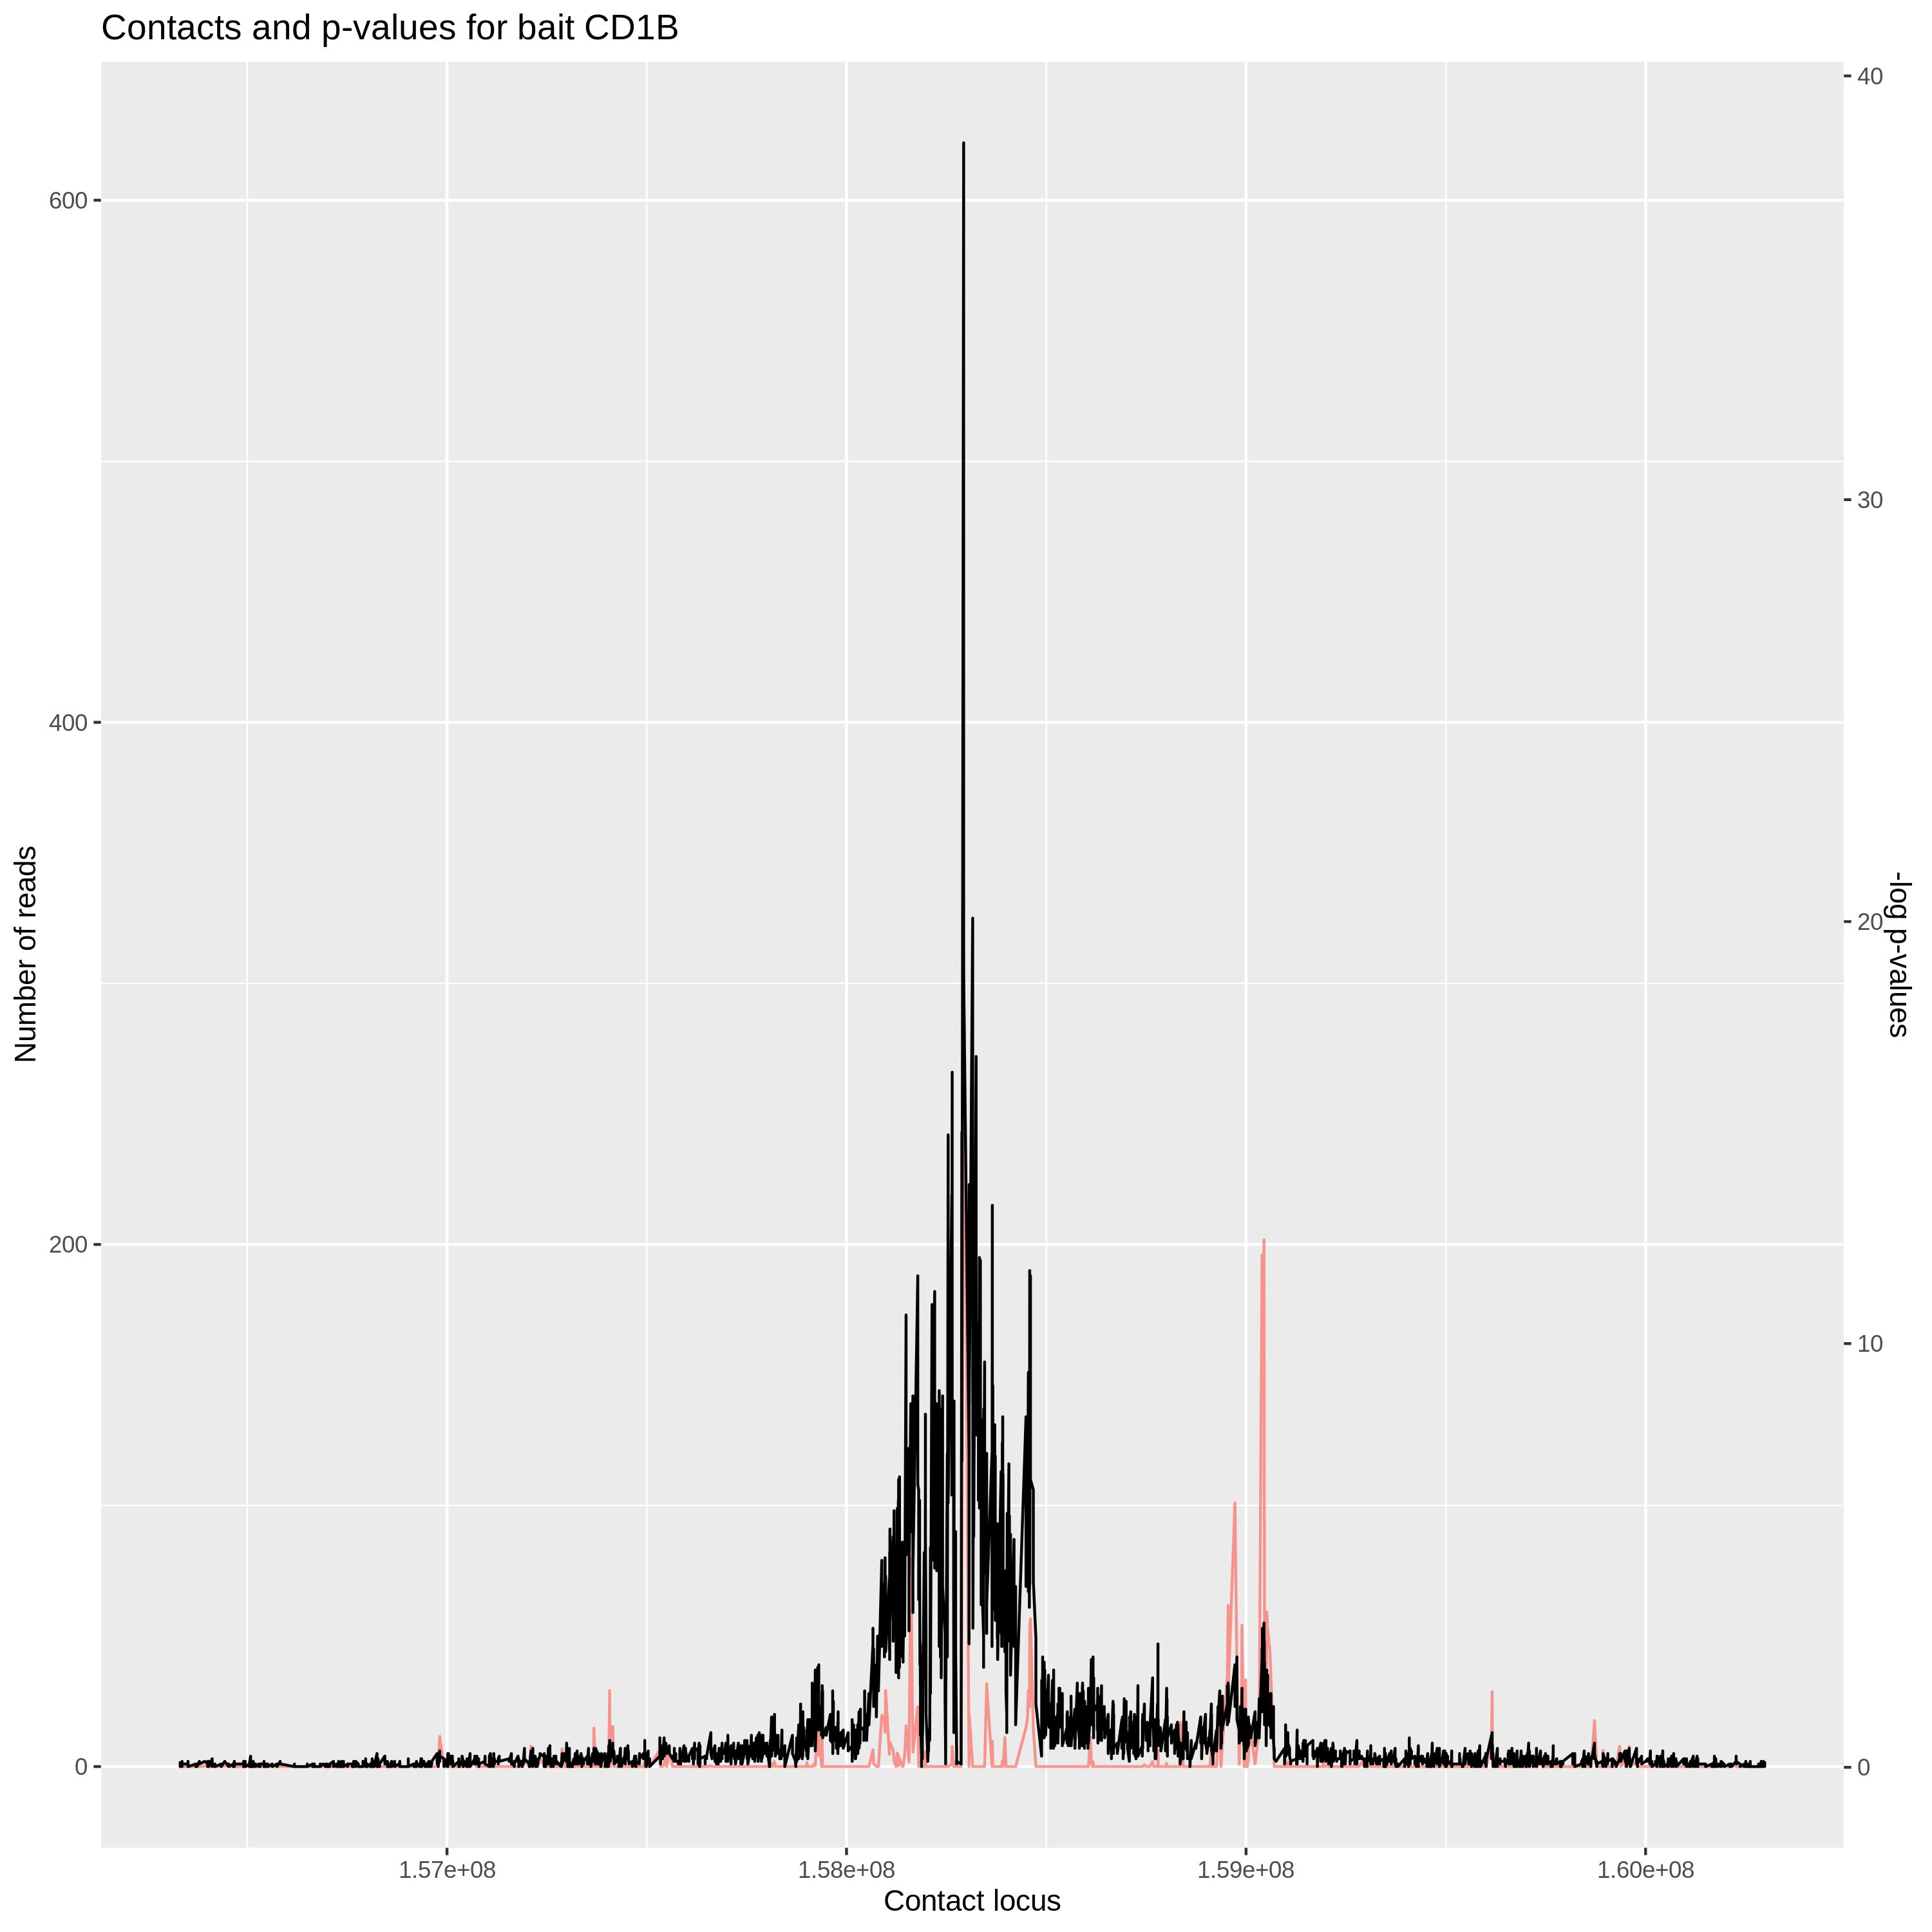 Contacts and p-values for bait CD1B
40
600
30
400
Number of reads
20
-log p-values
200
10
0
0
1.57e+08
1.58e+08
1.59e+08
1.60e+08
Contact locus